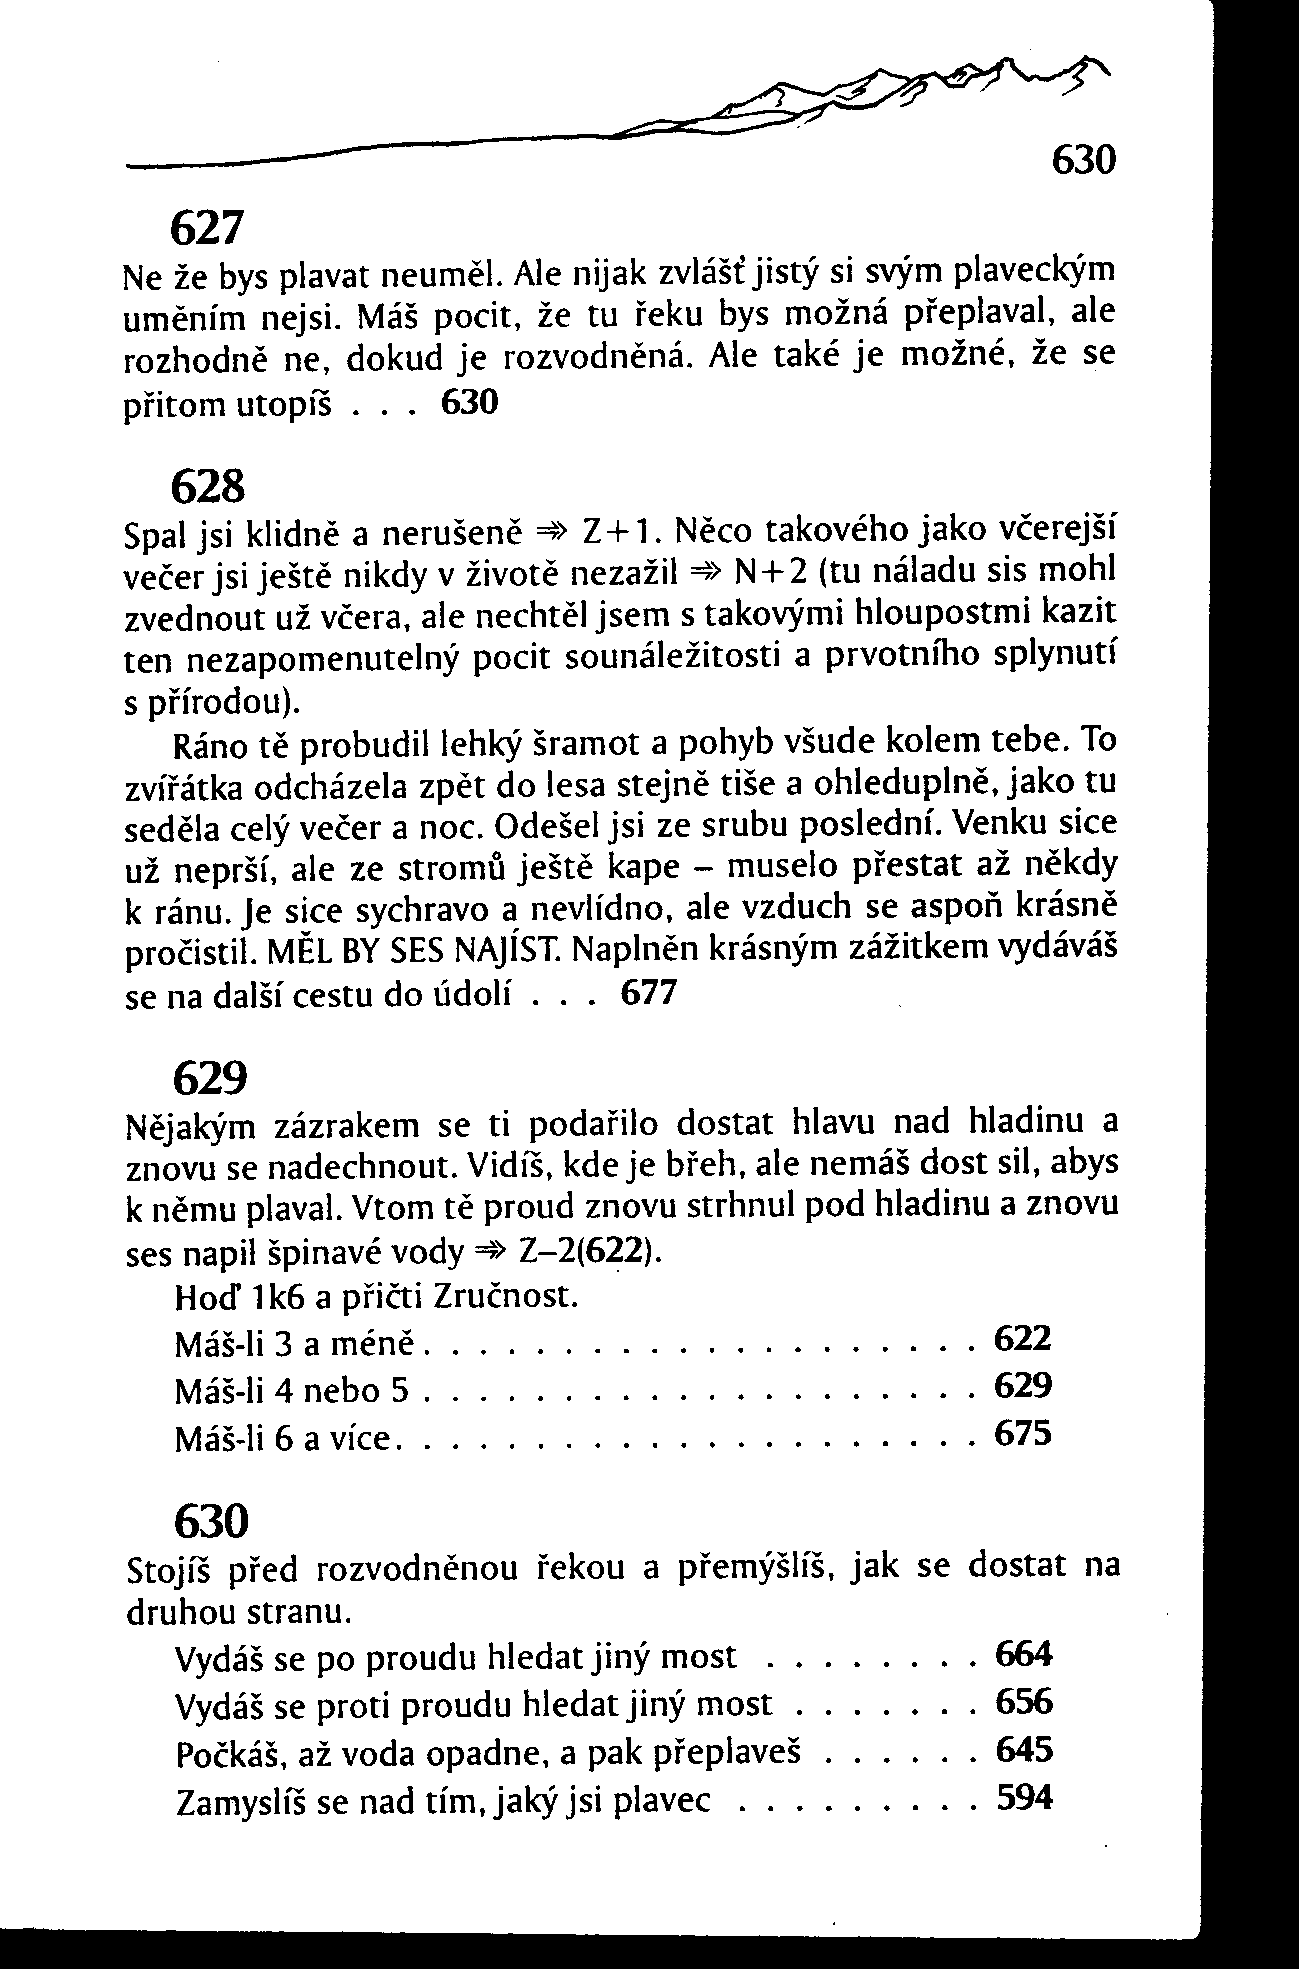 630
627
Ne že bys plavat neuměl. Ale nijak zvlášť jistý si svým plaveckým
uměním nejsi. Máš pocit, že tu řeku bys možná přeplaval, ale
rozhodně ne, dokud je rozvodněná. Ale také je možné, že se
přitom utopíš . . . 630
628
Spal jsi klidně a nerušeně ⇒ Z+1. Něco takového jako včerejší
večer jsi ještě nikdy v životě nezažil ⇒ N+2 (tu náladu sis mohl
zvednout už včera, ale nechtěl jsem s takovými hloupostmi kazit
ten nezapomenutelný pocit sounáležitosti a prvotního splynutí
s přírodou).
Ráno tě probudil lehký šramot a pohyb všude kolem tebe. To
zvířátka odcházela zpět do lesa stejně tiše a ohleduplně, jako tu
seděla celý večer a noc. Odešel jsi ze srubu poslední. Venku sice
už neprší, ale ze stromů ještě kape – muselo přestat až někdy
k ránu. Je sice sychravo a nevlídno, ale vzduch se aspoň krásně
pročistil. MĚL BY SES NAJÍST. Naplněn krásným zážitkem vydáváš
se na další cestu do údolí . . . 677
629
Nějakým zázrakem se ti podařilo dostat hlavu nad hladinu a
znovu se nadechnout. Vidíš, kde je břeh, ale nemáš dost sil, abys
k němu plaval. Vtom tě proud znovu strhnul pod hladinu a znovu
ses napil špinavé vody ⇒ Z–2(622).
Hoď 1k6 a přičti Zručnost.
Máš-li 3 a méně . . . . . . . . . . . . . . . . . . . . 622
Máš-li 4 nebo 5 . . . . . . . . . . . . . . . . . . . . 629
Máš-li 6 a více. . . . . . . . . . . . . . . . . . . . . 675
630
Stojíš před rozvodněnou řekou a přemýšlíš, jak se dostat na
druhou stranu.
Vydáš se po proudu hledat jiný most . . . . . . . . 664
Vydáš se proti proudu hledat jiný most . . . . . . . 656
Počkáš, až voda opadne, a pak přeplaveš . . . . . . 645
Zamyslíš se nad tím, jaký jsi plavec . . . . . . . . . 594